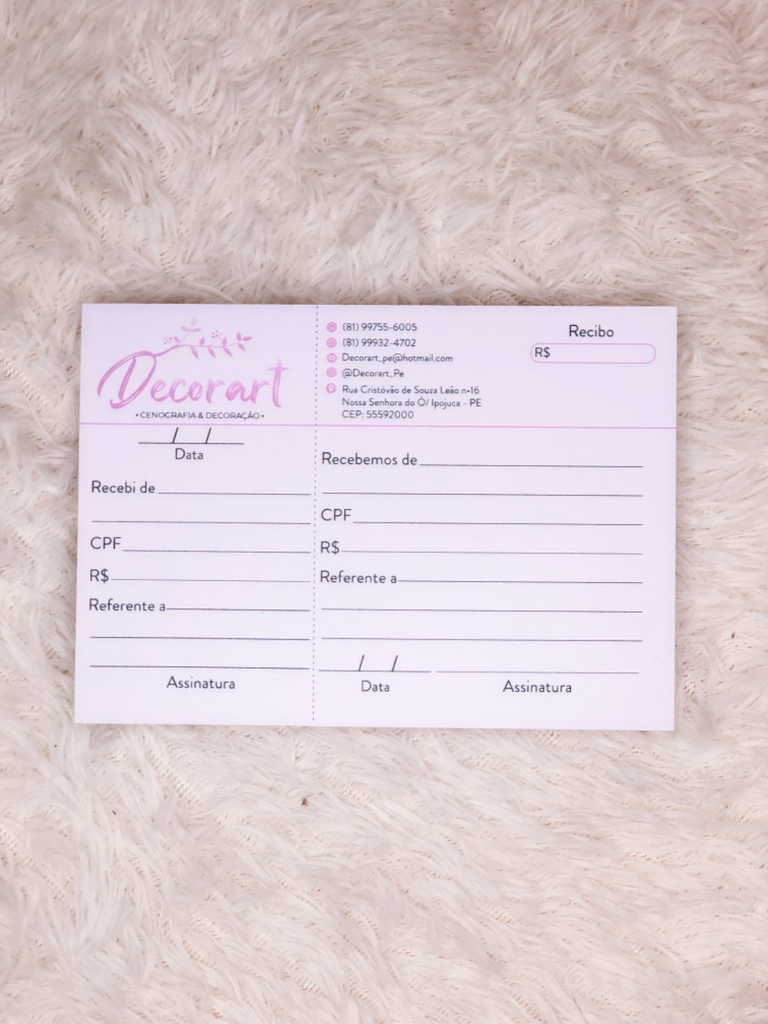 Decorart
• CENOGRAFIA & DECORAÇÃO •
/ /
Data
Recebi de
CPF
R$
Referente a
Assinatura
(81) 99755-6005
(81) 99932-4702
Decorart_pe@hotmail.com
@Decorart_Pe
Rua Cristóvão de Souza Leão n•16
Nossa Senhora do Ó/ Ipojuca - PE
CEP: 55592000
Recibo
R$
Recebemos de
CPF
R$
Referente a
/ /
Data
Assinatura